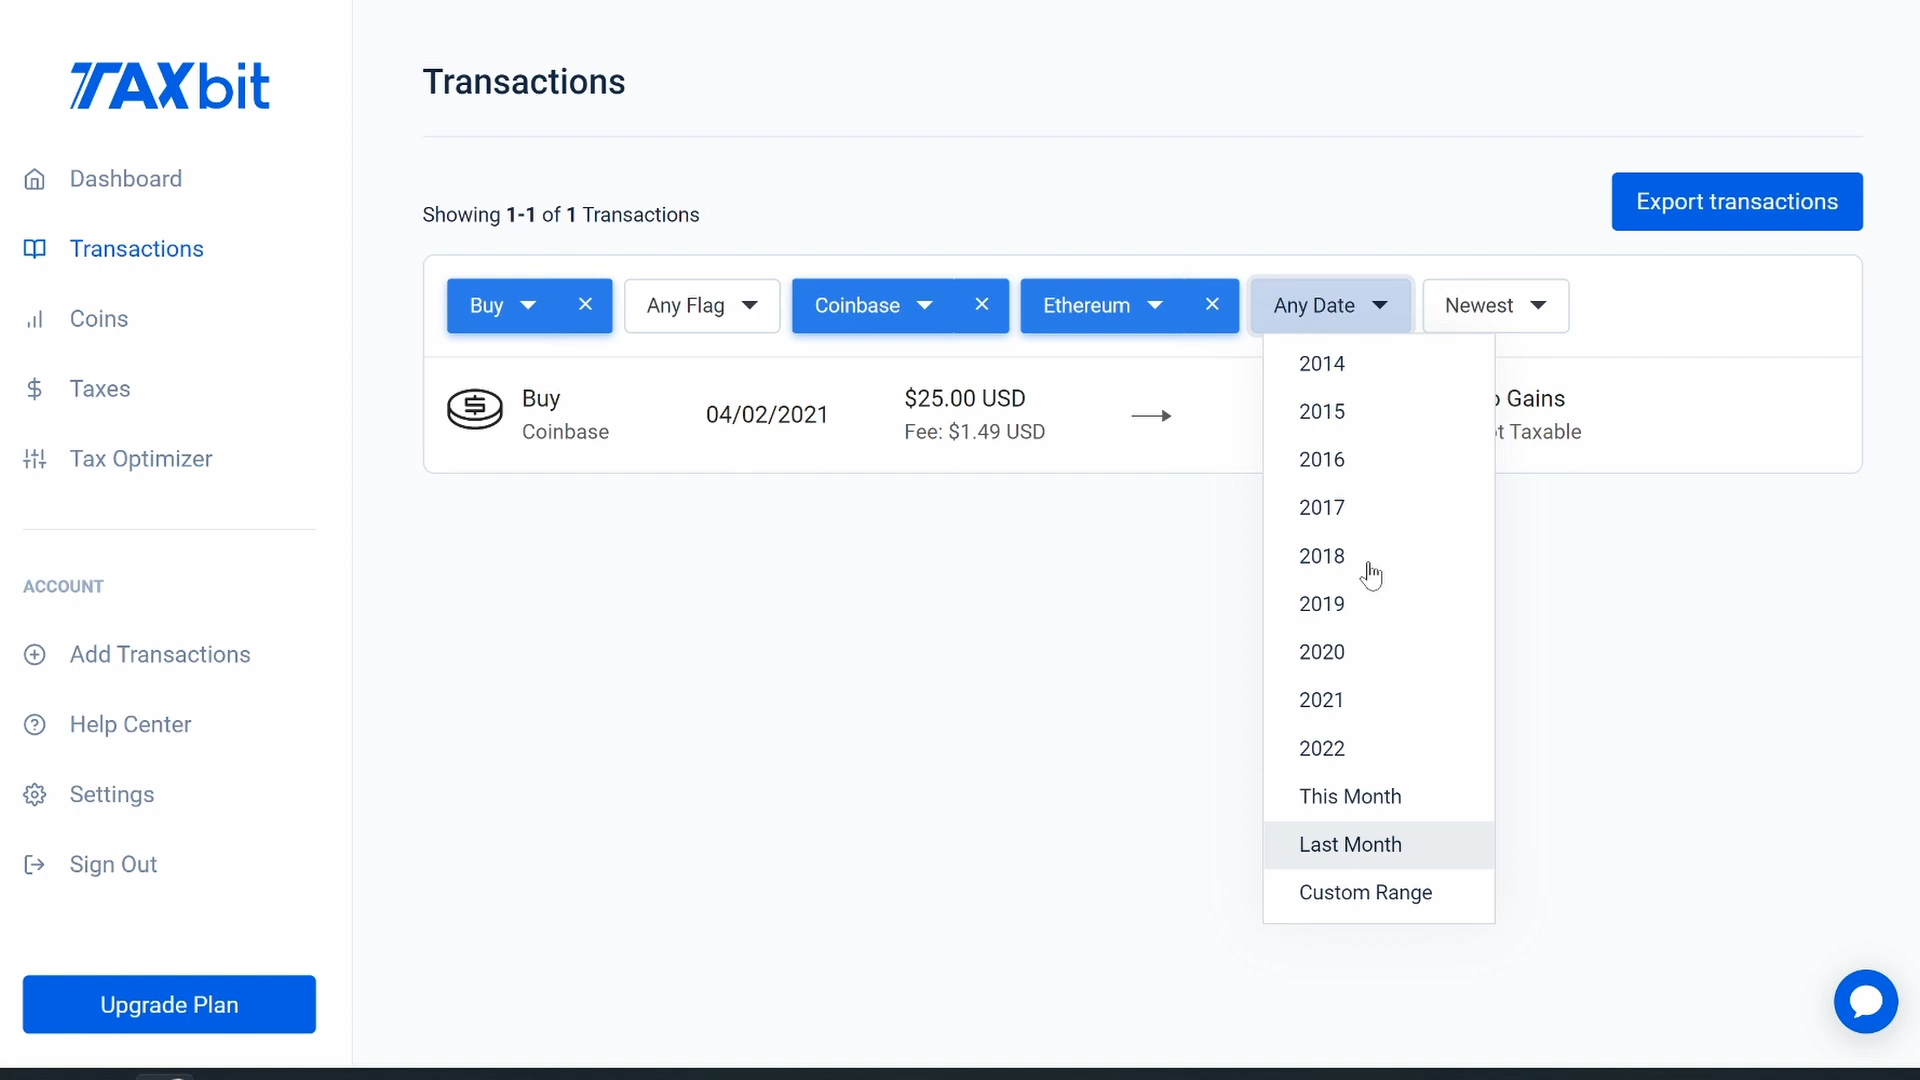 TAXbit
Dashboard
Transactions
Coins
Taxes
Tax Optimizer
ACCOUNT
Add Transactions
Help Center
Settings
Sign Out
Upgrade Plan
Transactions
Showing 1-1 of 1 Transactions
Export transactions
Buy
Any Flag
Coinbase
Ethereum
Any Date
Newest
Buy
Coinbase
04/02/2021
$25.00 USD
Fee: $1.49 USD
Gains
Taxable
2014
2015
2016
2017
2018
2019
2020
2021
2022
This Month
Last Month
Custom Range